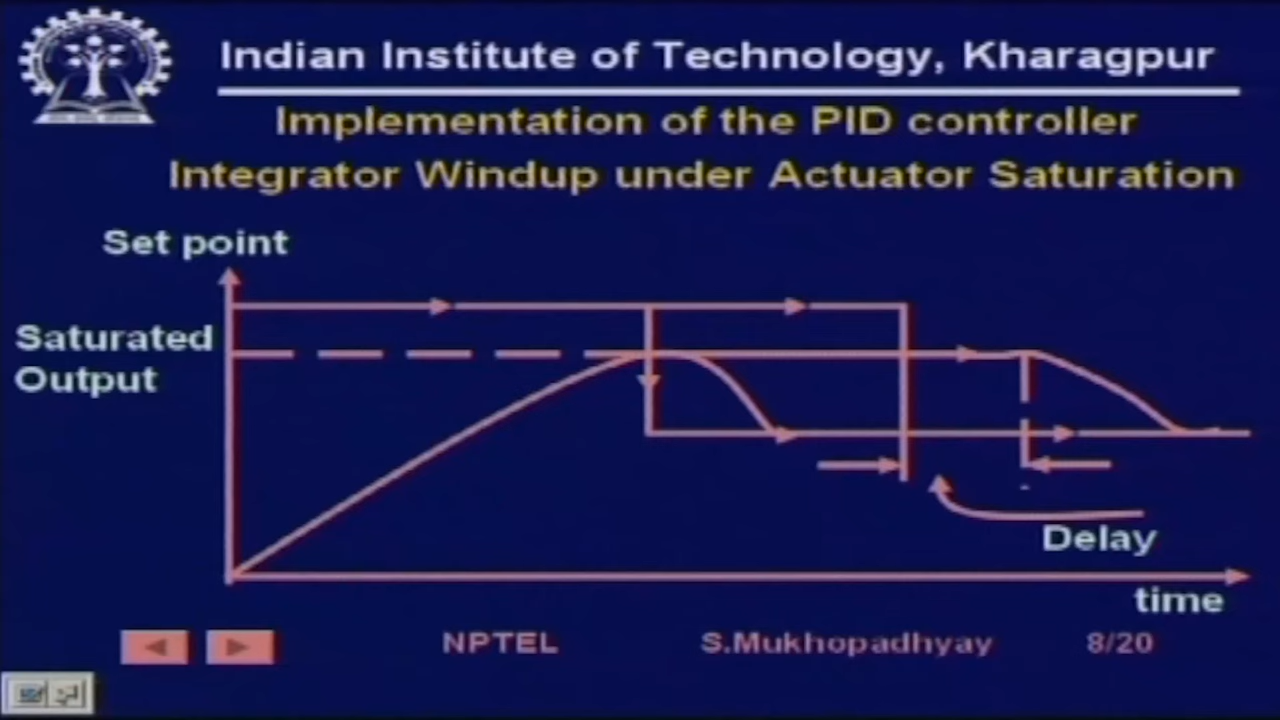 Indian Institute of Technology, Kharagpur
Implementation of the PID controller
Integrator Windup under Actuator Saturation
Set point
Saturated
Output
Delay
time
NPTEL S.Mukhopadhyay 8/20